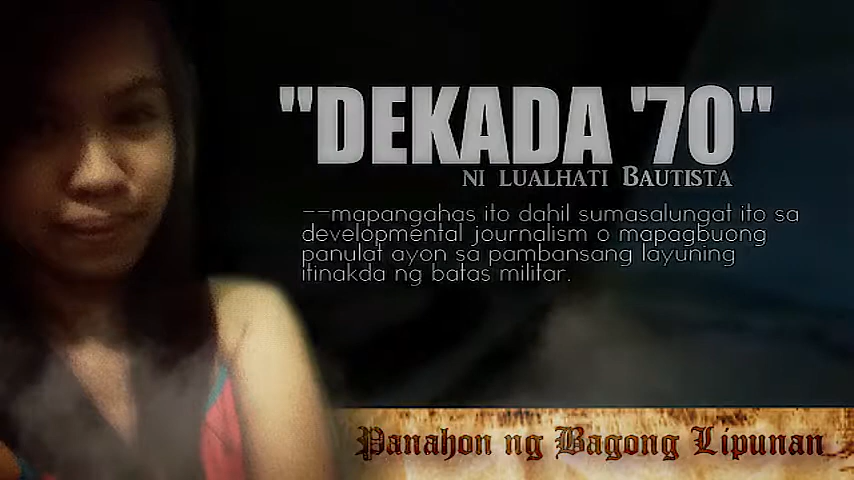 "DEKADA '70"
NI LUALHATI BAUTISTA
--mapangahas ito dahil sumasalungat ito sa
developmental journalism o mapagbuong
panulat ayon sa pambansang layuning
itinakda ng batas militar.
Panahon ng Bagong Lipunan